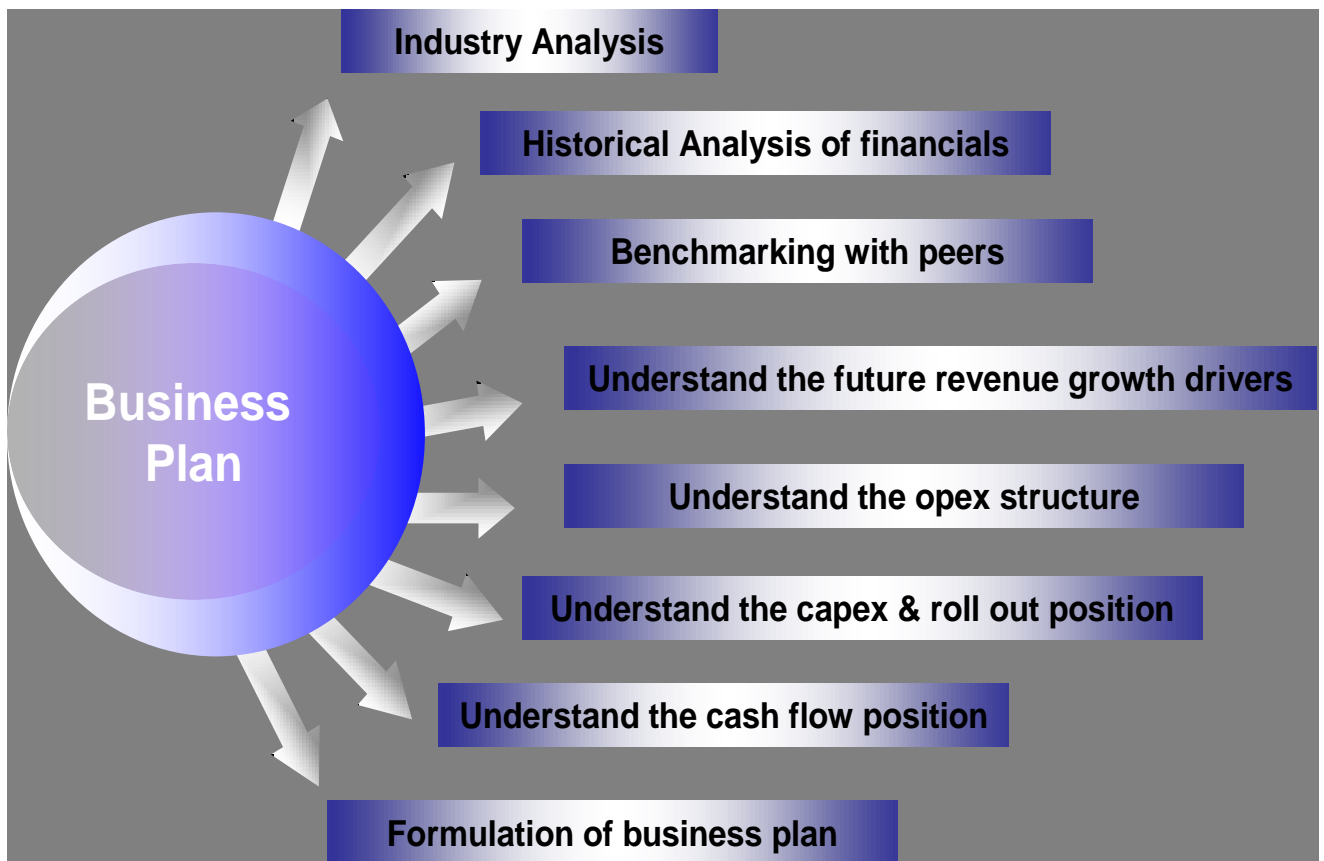 Industry Analysis
Historical Analysis of financials
Benchmarking with peers
Understand the future revenue growth drivers
Business
Plan
Understand the opex structure
Understand the capex & roll out position
Understand the cash flow position
Formulation of business plan